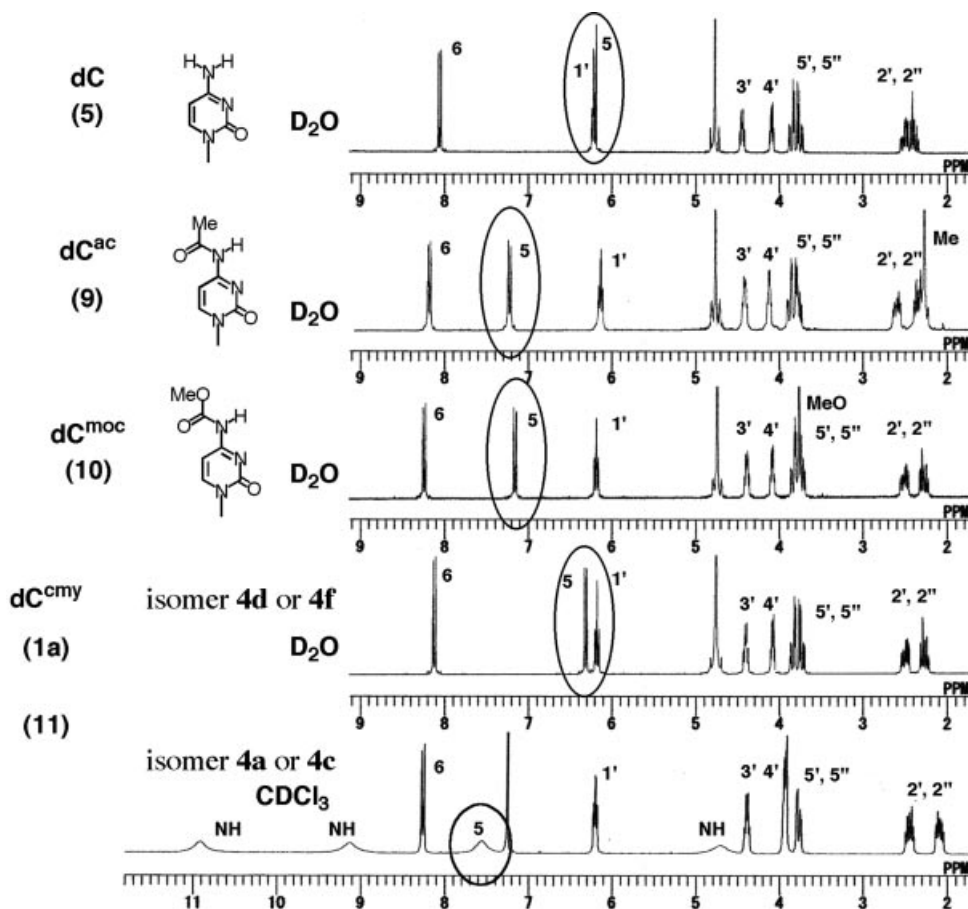 dC
(5)
H N H
N
N O
D₂O
6
1'
5
3' 4'
5', 5"
2', 2"
PPM
9 8 7 6 5 4 3 2
dCᵃᶜ
(9)
Me
O N H
N
N O
D₂O
6
5
1'
3' 4'
5', 5"
2', 2"
Me
PPM
9 8 7 6 5 4 3 2
dCᵐᵒᶜ
(10)
MeO
O N H
N
N O
D₂O
6
5
1'
3' 4'
MeO
5', 5"
2', 2"
PPM
9 8 7 6 5 4 3 2
dCᶜᵐʸ
(1a)
isomer 4d or 4f
D₂O
6
5
1'
3' 4'
5', 5"
2', 2"
PPM
9 8 7 6 5 4 3 2
(11)
isomer 4a or 4c
CDCl₃
NH
NH
6
5
1'
NH
3' 4'
5', 5"
2', 2"
PPM
11 10 9 8 7 6 5 4 3 2